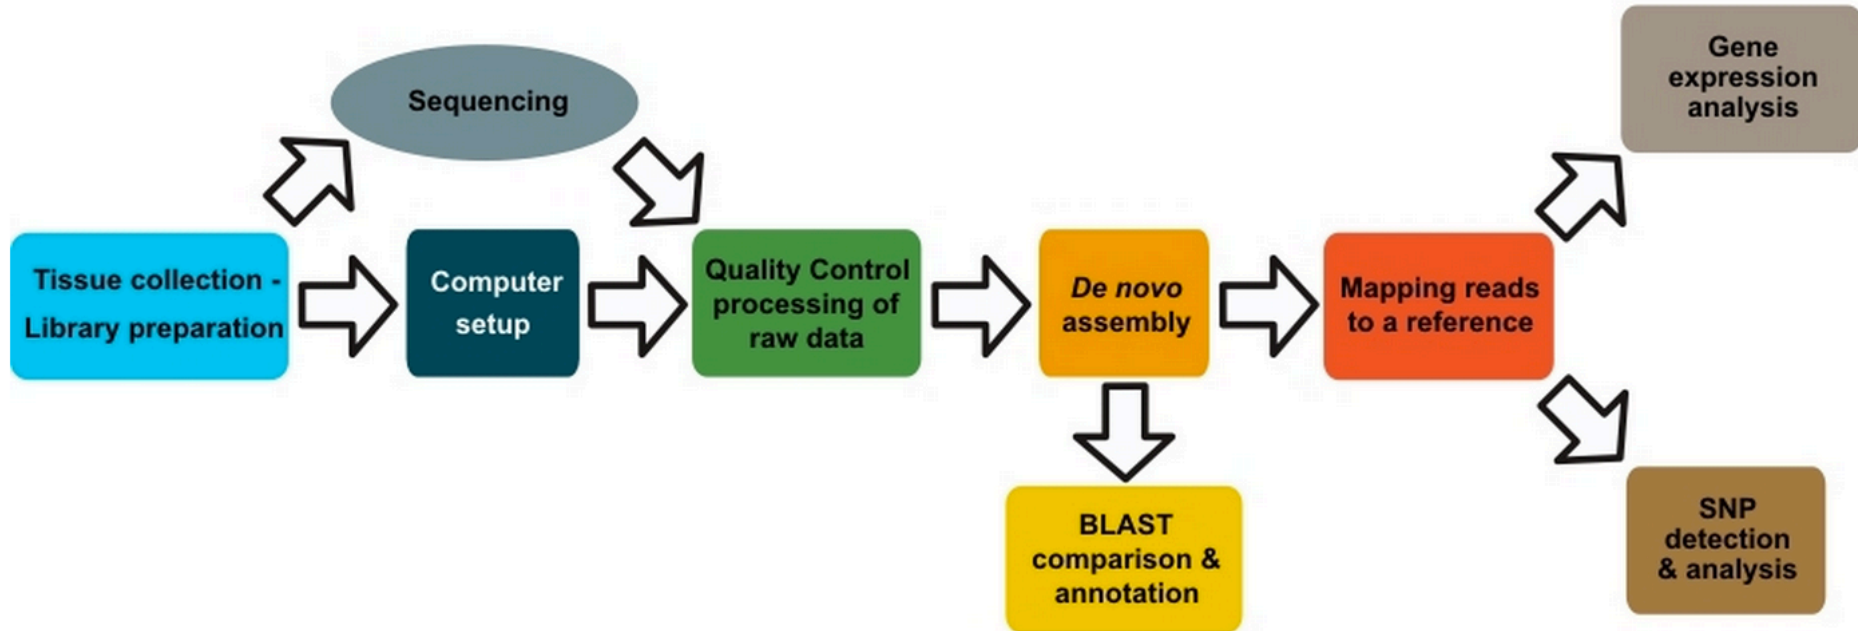 Sequencing
Tissue collection -
Library preparation
Computer
setup
Quality Control
processing of
raw data
De novo
assembly
Mapping reads
to a reference
Gene
expression
analysis
BLAST
comparison &
annotation
SNP
detection
& analysis